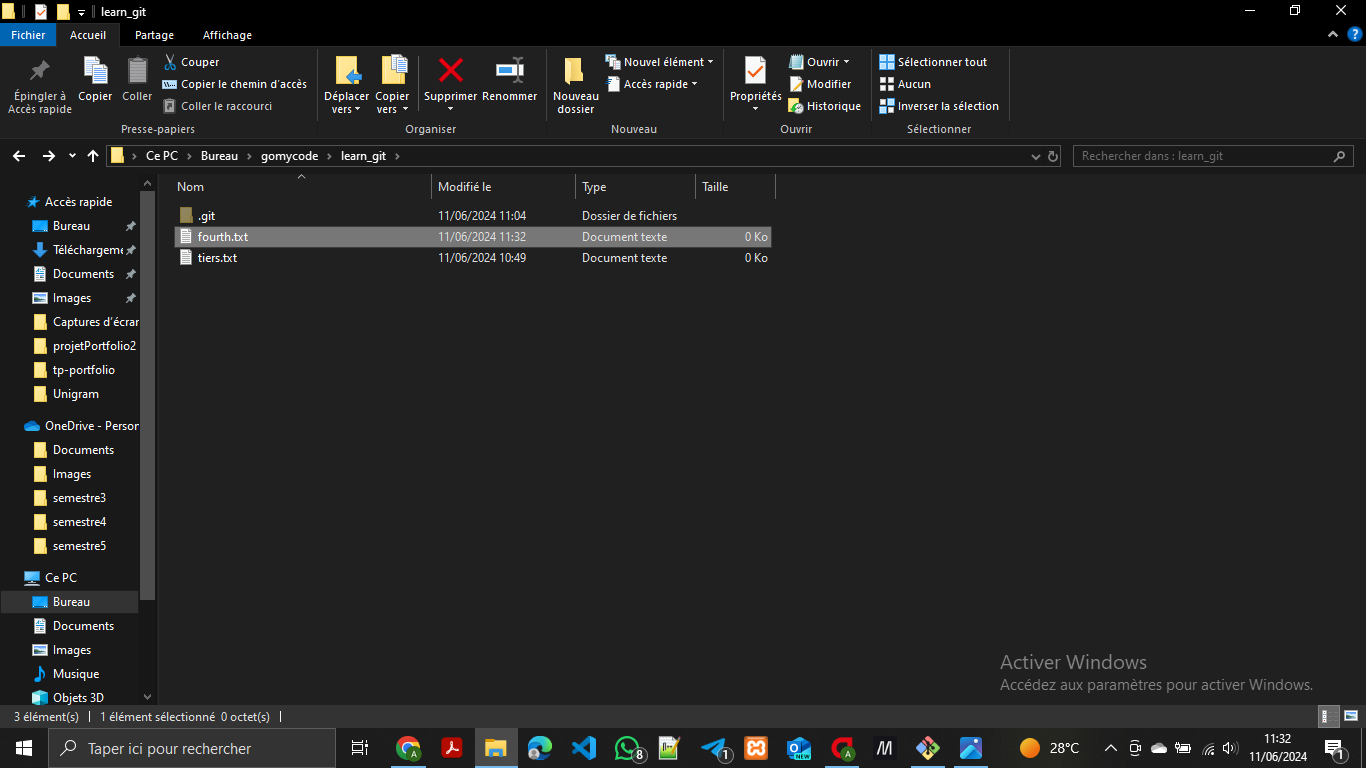 learn_git
Fichier Accueil Partage Affichage
Épingler à Accès rapide
Copier
Coller
Couper
Copier le chemin d'accès
Coller le raccourci
Presse-papiers
Déplacer vers
Copier vers
Supprimer
Renommer
Organiser
Nouveau dossier
Nouvel élément
Accès rapide
Nouveau
Propriétés
Ouvrir
Modifier
Historique
Ouvrir
Sélectionner tout
Aucun
Inverser la sélection
Sélectionner
Ce PC > Bureau > gomycode > learn_git >
Rechercher dans : learn_git
Nom Modifié le Type Taille
.git 11/06/2024 11:04 Dossier de fichiers
fourth.txt 11/06/2024 11:32 Document texte 0 Ko
tiers.txt 11/06/2024 10:49 Document texte 0 Ko
Accès rapide
Bureau
Téléchargeme
Documents
Images
Captures d'écran
projetPortfolio2
tp-portfolio
Unigram
OneDrive - Person
Documents
Images
semestre3
semestre4
semestre5
Ce PC
Bureau
Documents
Images
Musique
Objets 3D
Activer Windows
Accédez aux paramètres pour activer Windows.
3 élément(s) 1 élément sélectionné 0 octet(s)
Taper ici pour rechercher
8
1
NEW
28°C
11:32
11/06/2024
1